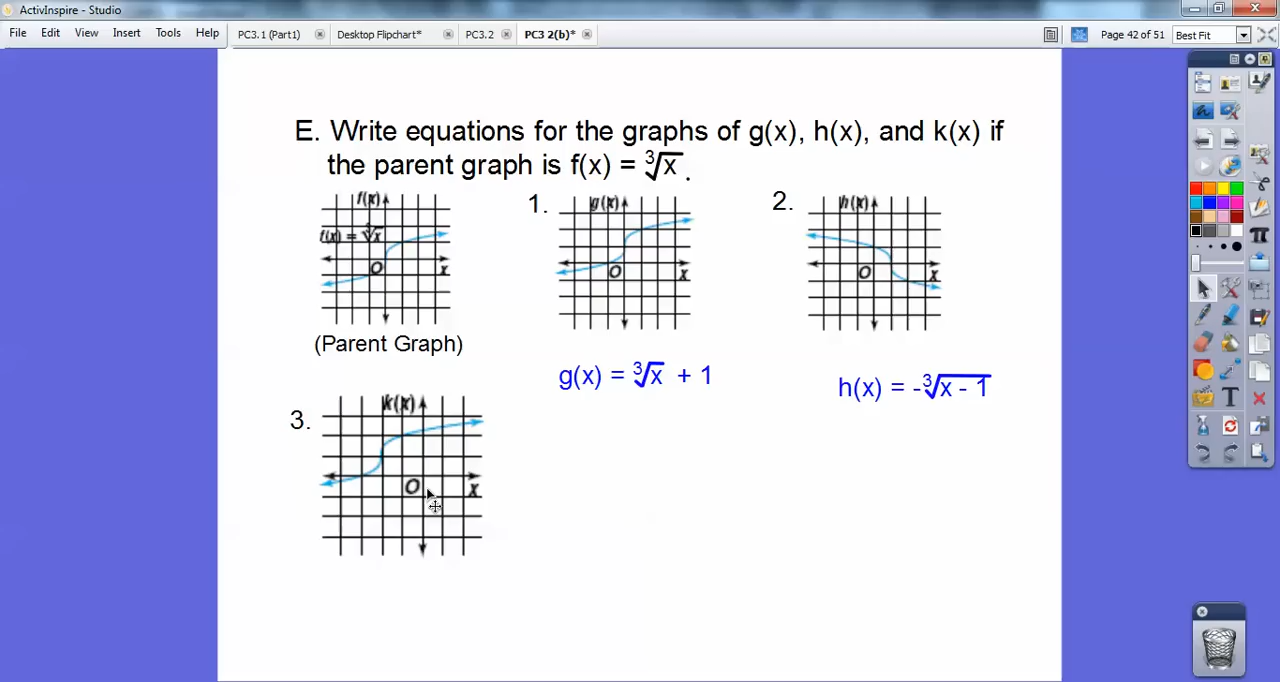 ActivInspire - Studio
File Edit View Insert Tools Help
PC3.1 (Part1) Desktop Flipchart* PC3.2 PC3 2(b)* Page 42 of 51 Best Fit
E. Write equations for the graphs of g(x), h(x), and k(x) if
the parent graph is f(x) = ∛x.
f(x)
f(x) = ∛x
O
x
(Parent Graph)
1.
g(x)
O
x
g(x) = ∛x + 1
2.
h(x)
O
x
h(x) = -∛(x - 1)
3.
k(x)
O
x